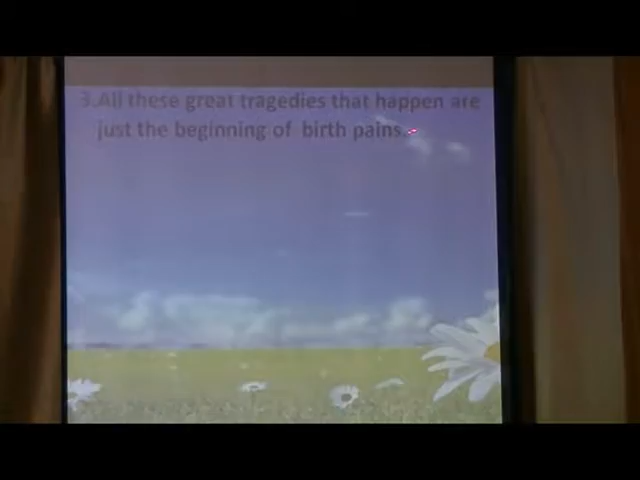 3.All these great tragedies that happen are
just the beginning of birth pains.